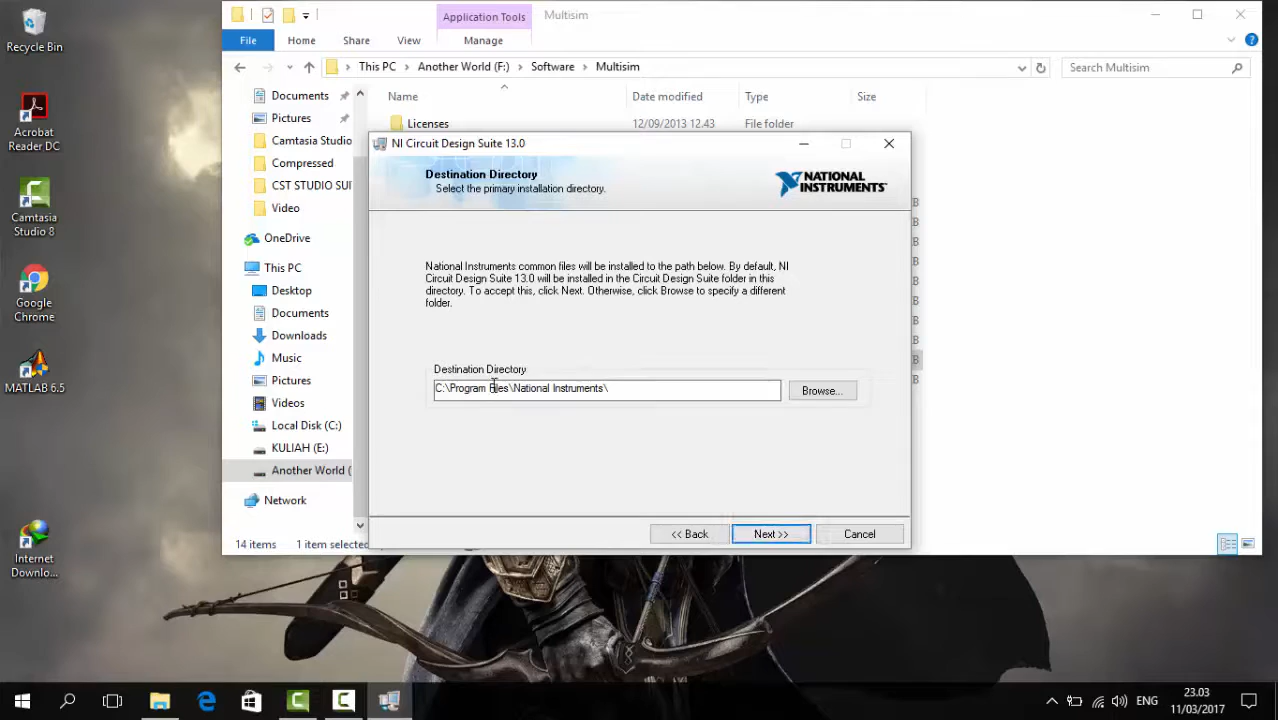 Recycle Bin
Acrobat
Reader DC
Camtasia
Studio 8
Google
Chrome
MATLAB 6.5
Internet
Downlo...
Application Tools
Multisim
File
Home
Share
View
Manage
This PC
Another World (F:)
Software
Multisim
Search Multisim
Name
Date modified
Type
Size
Licenses
12/09/2013 12.43
File folder
Documents
Pictures
Camtasia Studio
Compressed
CST STUDIO SUI
Video
OneDrive
This PC
Desktop
Documents
Downloads
Music
Pictures
Videos
Local Disk (C:)
KULIAH (E:)
Another World (
Network
14 items
1 item selected
NI Circuit Design Suite 13.0
Destination Directory
Select the primary installation directory.
NATIONAL
INSTRUMENTS
National Instruments common files will be installed to the path below. By default, NI
Circuit Design Suite 13.0 will be installed in the Circuit Design Suite folder in this
directory. To accept this, click Next. Otherwise, click Browse to specify a different
folder.
Destination Directory
C:\Program Files\National Instruments\
Browse...
<< Back
Next >>
Cancel
ENG
23.03
11/03/2017